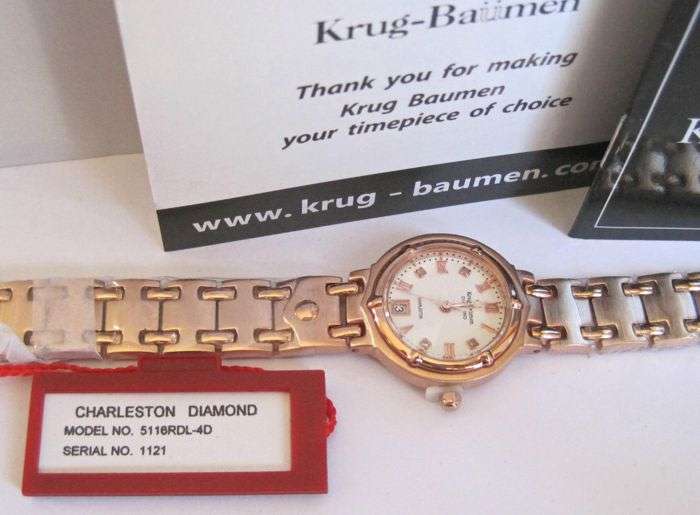 Krug-Baümen
Thank you for making
Krug Baumen
your timepiece of choice
www.krug-baumen.com
K
CHARLESTON DIAMOND
MODEL NO. 5116RDL-4D
SERIAL NO. 1121